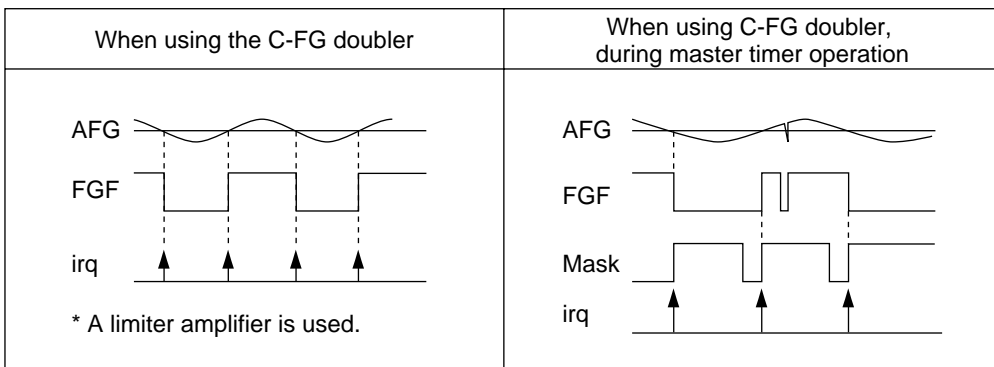 When using the C-FG doubler
When using C-FG doubler,
during master timer operation
AFG
FGF
irq
* A limiter amplifier is used.
AFG
FGF
Mask
irq